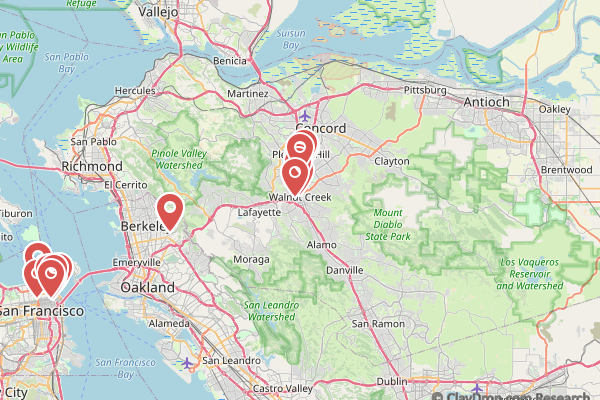 Vallejo
Suisun
Bay
San Pablo
y Wildlife
Area
San Pablo
Bay
Benicia
Hercules
Martinez
Pittsburg
Antioch
Oakley
Concord
San Pablo
Pinole Valley
Watershed
Hill
Clayton
Richmond
Brentwood
El Cerrito
Walnut Creek
Lafayette
Tiburon
Berkeley
Mount
Diablo
State Park
Alamo
Moraga
Emeryville
Danville
Los Vaqueros
Reservoir
and Watershed
Oakland
San Francisco
San Leandro
Watershed
Alameda
San Ramon
San Francisco
Bay
San Leandro
Dublin
Castro Valley
City
© ClayDrop.com Research